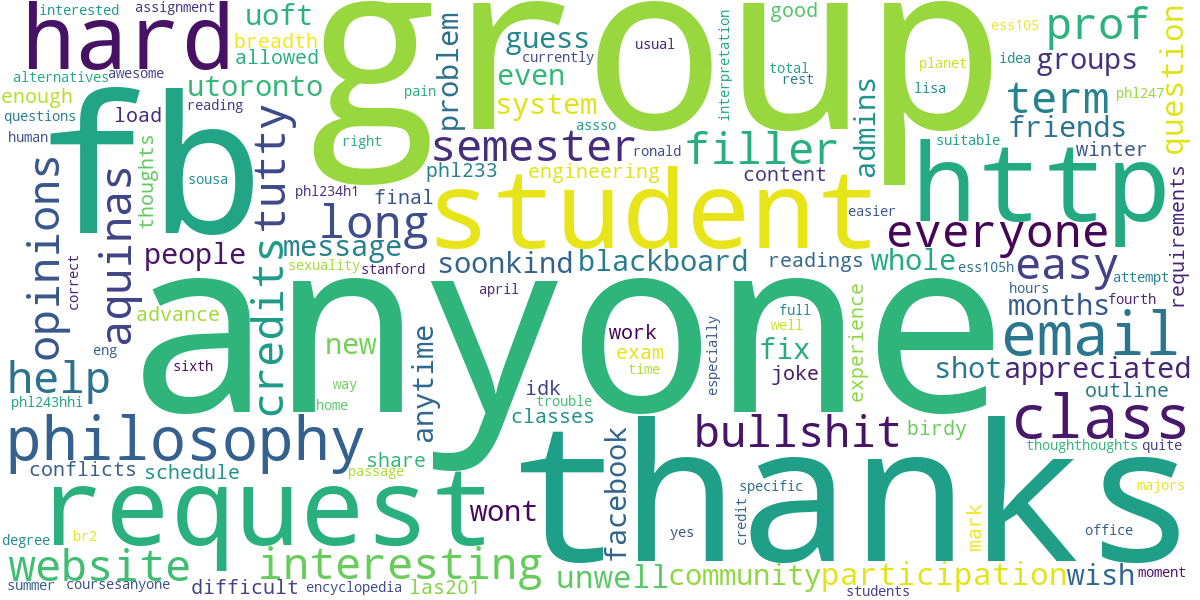 interested
assignment
hard
group
uoft
breadth
allowed
guess
currently
even
usual
good
ess105
prof
alternatives
awesome
utoronto
problem
system
interpretation
total
rest
planet
idea
groups
question
enough
load
reading
pain
assso
lisa
term
phl247
questions
fb
human
tutty
right
semester
ronald
filler
admins
http
suitable
friends
winter
opinions
aquinas
thoughts
sousa
phl234h1
phl233
engineering
content
final
student
easier
long
everyone
requirements
correct
people
credits
message
sexuality
stanford
soonkind
blackboard
readings
whole
ess105h
easy
attempt
april
hours
months
fourth
advance
anyone
new
anytime
work
exam
time
especially
full
well
fix
experience
email
eng
sixth
help
way
idk
joke
shot
appreciated
phl243hhi
home
trouble
classes
outline
philosophy
bullshit
birdy
class
conflicts
schedule
share
passage
facebook
thanks
thoughthoughts
quite
request
wont
specific
credit
yes
mark
majors
office
degree
br2
website
interesting
unwell
community
participation
wish
moment
summer
coursesanyone
difficult
encyclopedia
las201
students